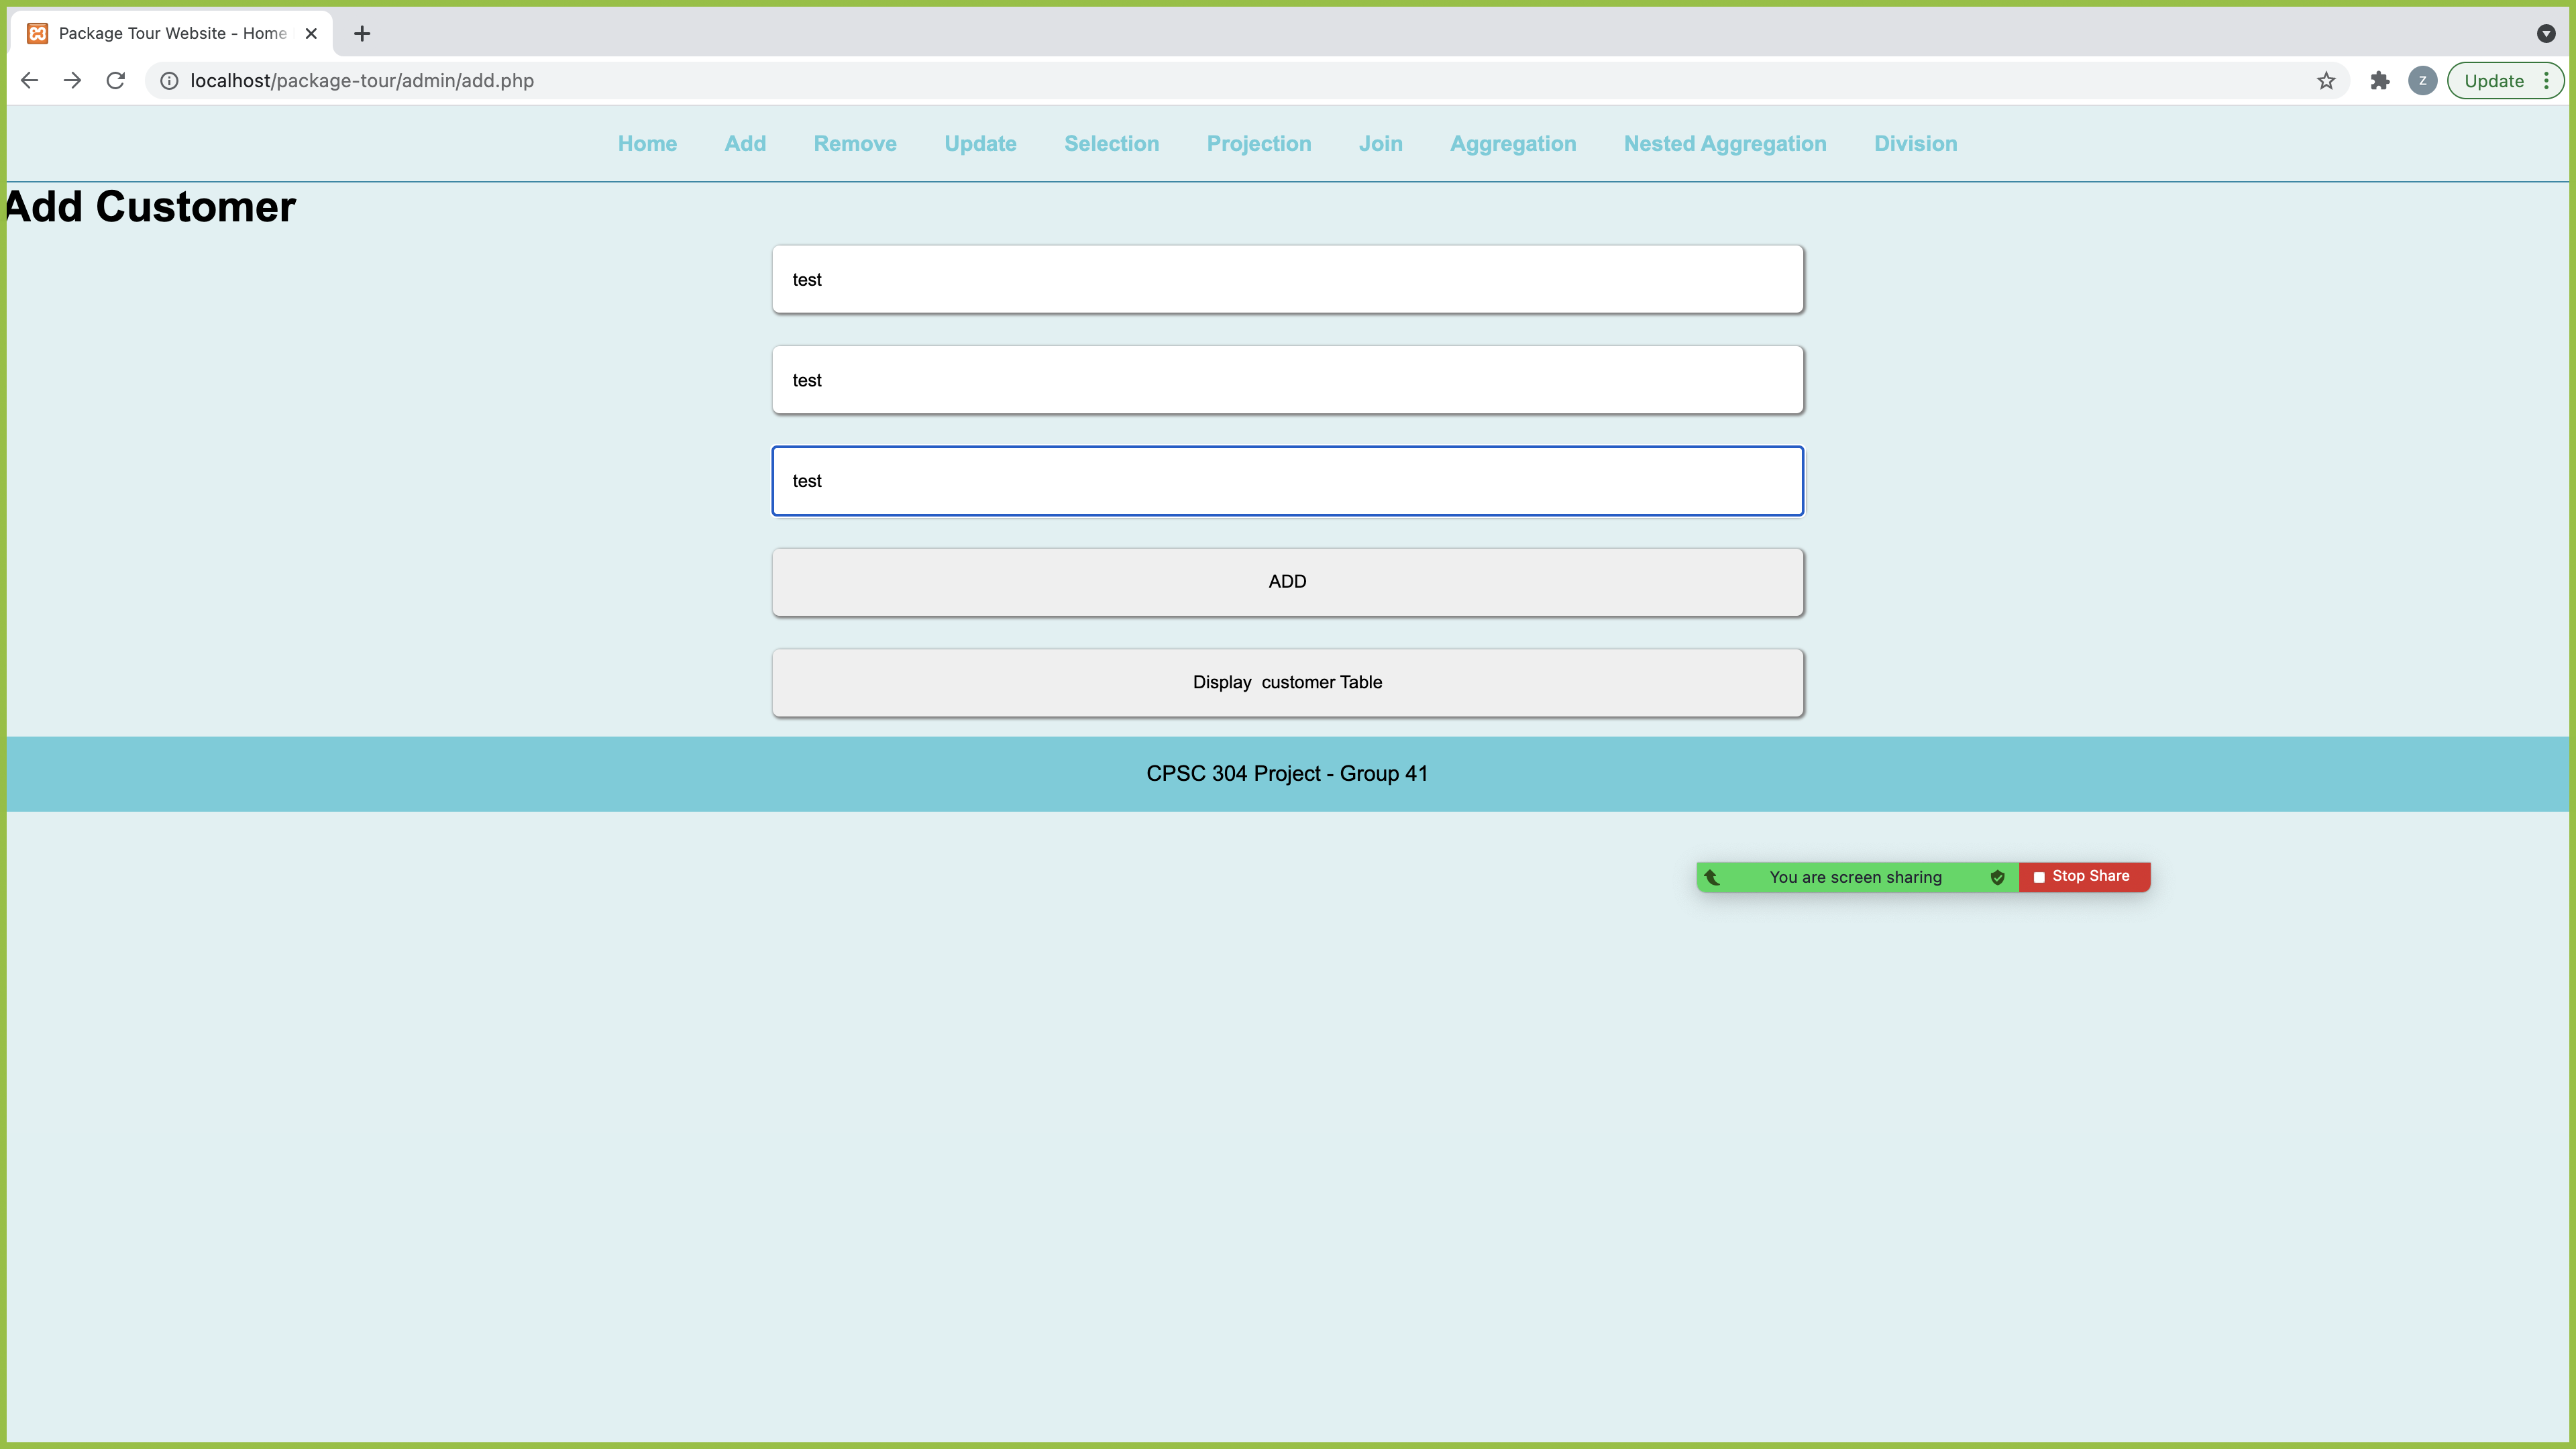 Package Tour Website - Home
localhost/package-tour/admin/add.php
Z
Update
Home Add Remove Update Selection Projection Join Aggregation Nested Aggregation Division
Add Customer
test
test
test
ADD
Display customer Table
CPSC 304 Project - Group 41
You are screen sharing
Stop Share